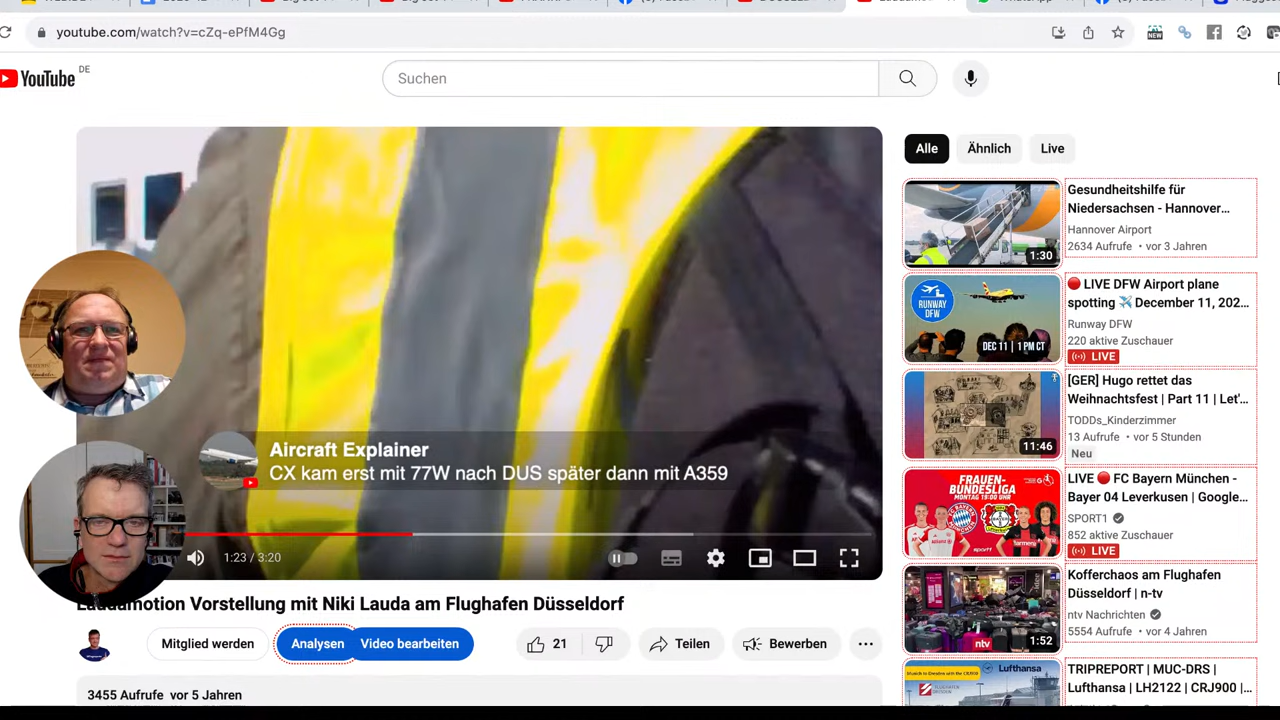 youtube.com/watch?v=cZq-ePfM4Gg
YouTube DE
Suchen
Alle
Ähnlich
Live
Aircraft Explainer
CX kam erst mit 77W nach DUS später dann mit A359
1:23 / 3:20
Laudamotion Vorstellung mit Niki Lauda am Flughafen Düsseldorf
Mitglied werden
Analysen
Video bearbeiten
21
Teilen
Bewerben
3455 Aufrufe vor 5 Jahren
1:30
Gesundheitshilfe für
Niedersachsen - Hannover...
Hannover Airport
2634 Aufrufe • vor 3 Jahren
RUNWAY
DFW
DEC 11 | 1 PM CT
LIVE DFW Airport plane
spotting ✈️ December 11, 202...
Runway DFW
220 aktive Zuschauer
LIVE
11:46
[GER] Hugo rettet das
Weihnachtsfest | Part 11 | Let'...
TODDs_Kinderzimmer
13 Aufrufe • vor 5 Stunden
Neu
FRAUEN-
BUNDESLIGA
MONTAG 19:00 UHR
LIVE 🔴 FC Bayern München -
Bayer 04 Leverkusen | Google...
SPORT1
852 aktive Zuschauer
LIVE
ntv
1:52
Kofferchaos am Flughafen
Düsseldorf | n-tv
ntv Nachrichten
5554 Aufrufe • vor 4 Jahren
Lufthansa
TRIPREPORT | MUC-DRS |
Lufthansa | LH2122 | CRJ900 |...